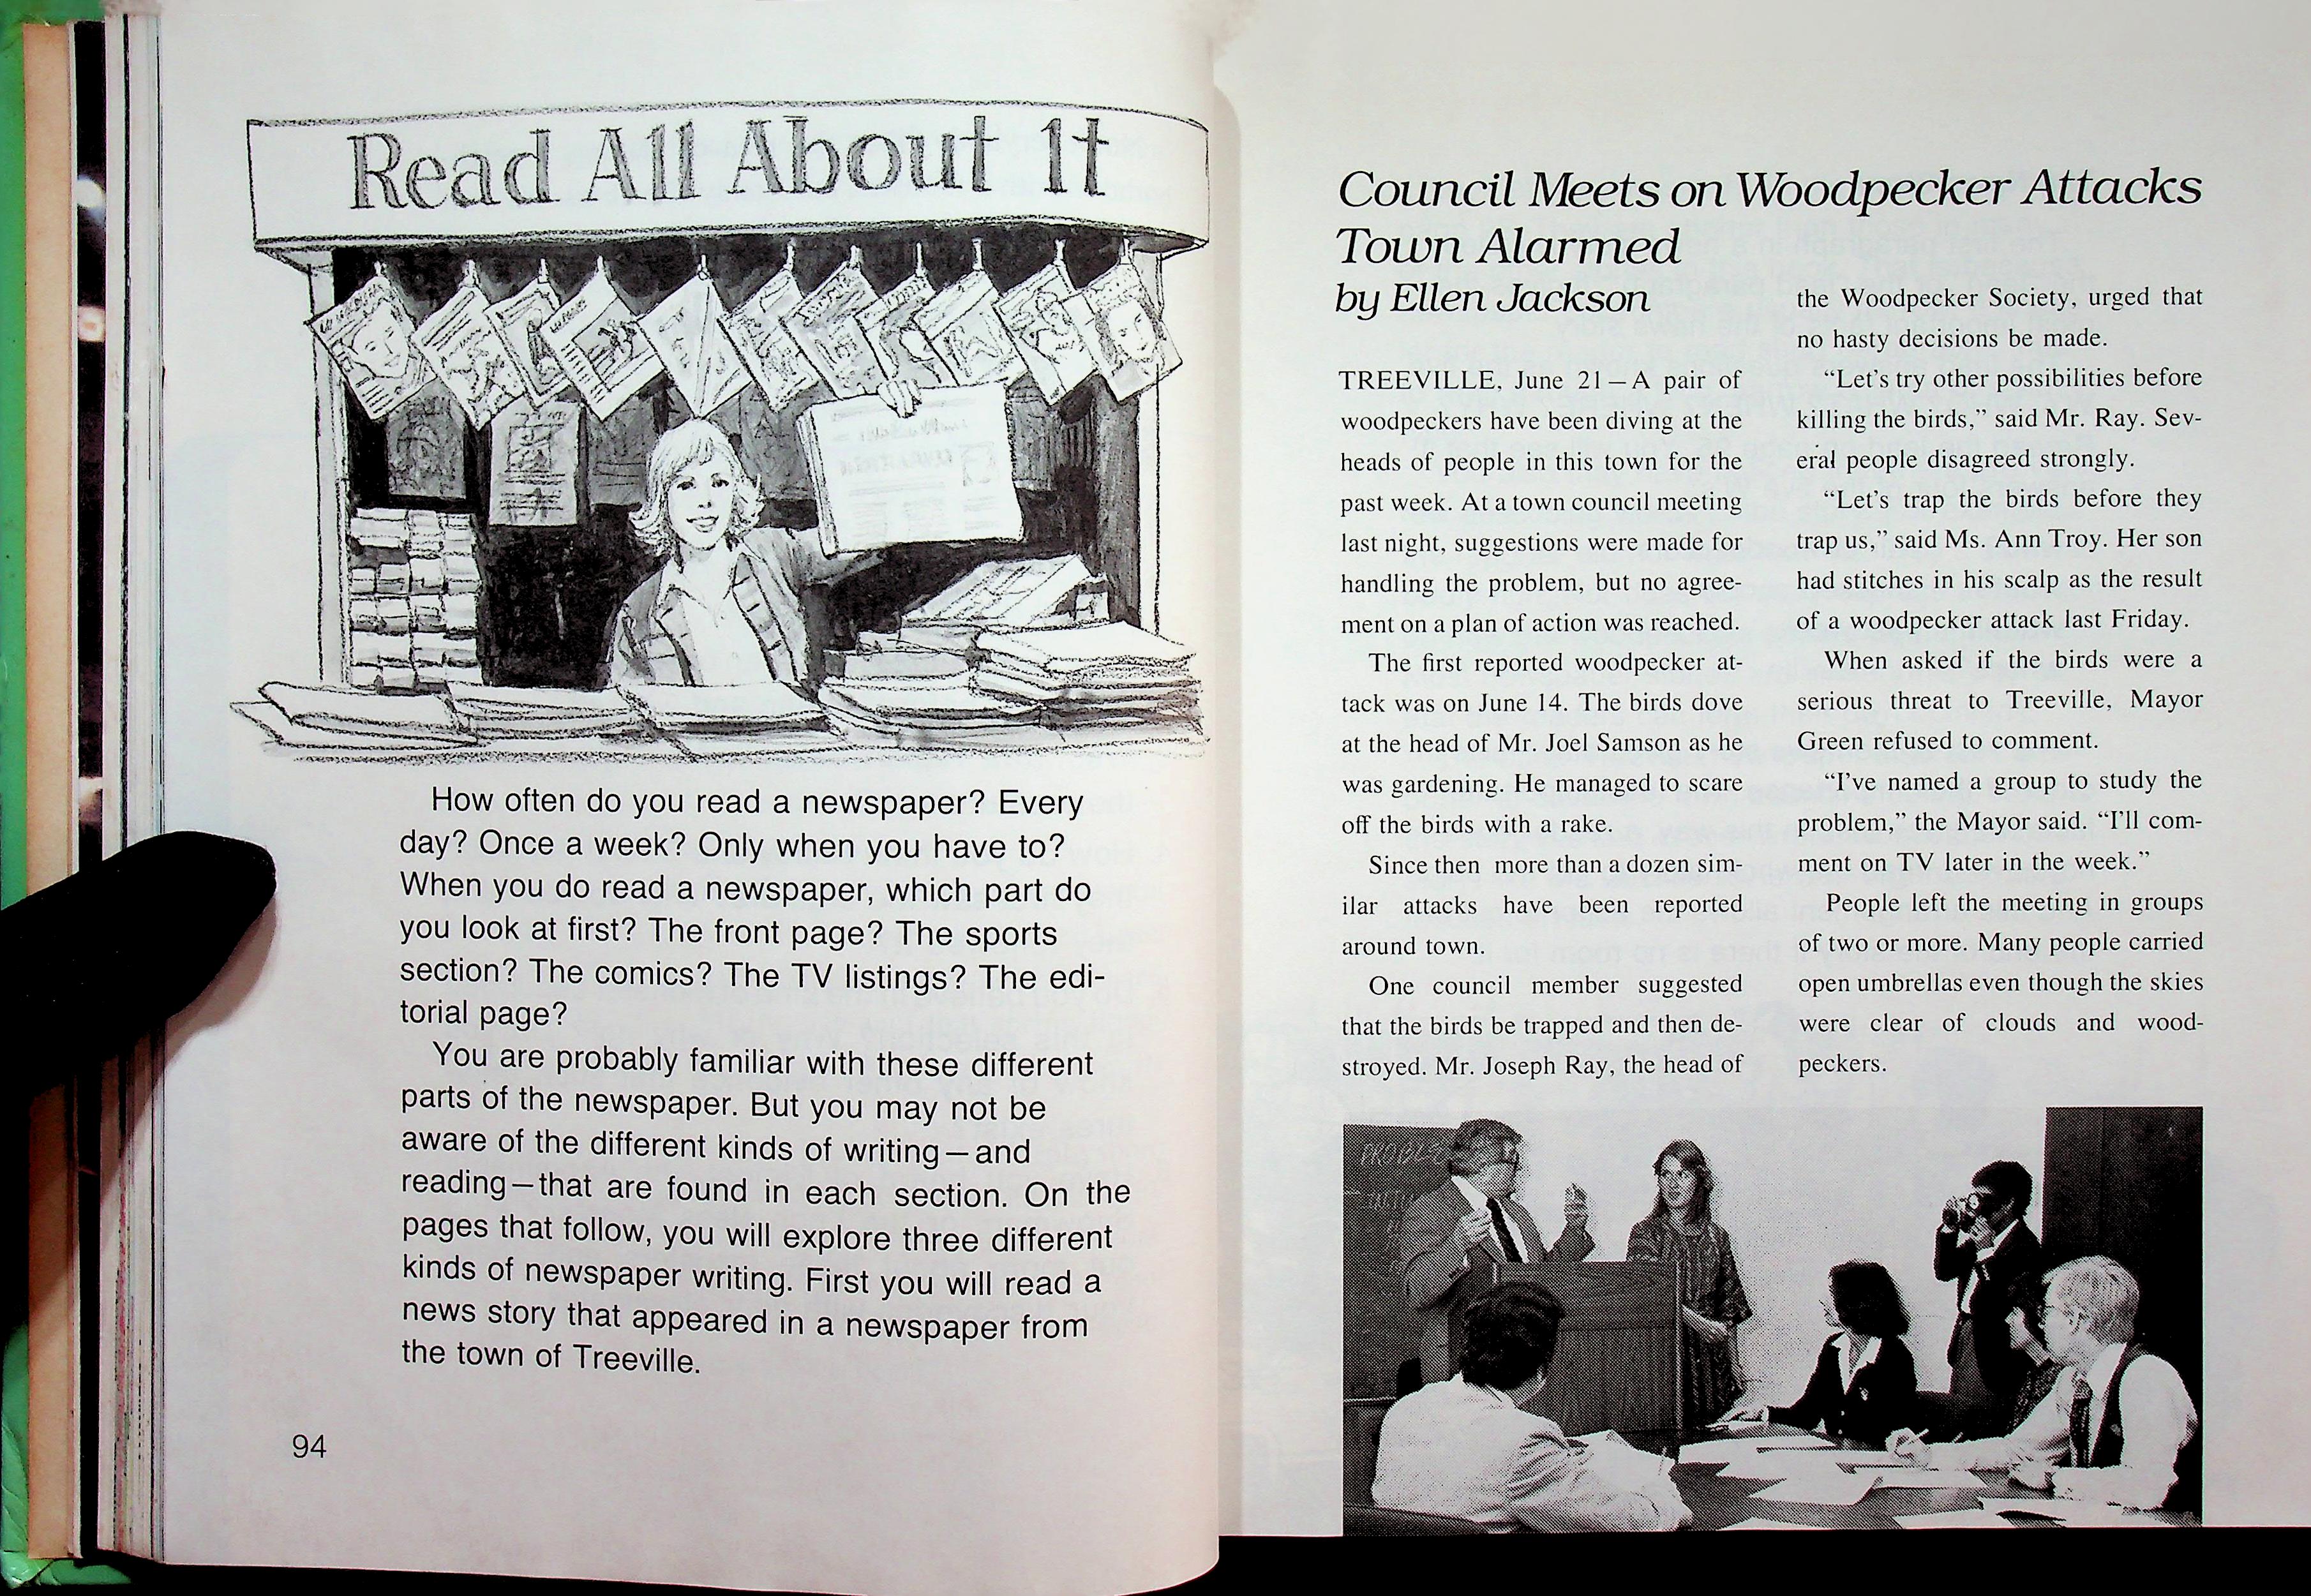 Read All About It
How often do you read a newspaper? Every
day? Once a week? Only when you have to?
When you do read a newspaper, which part do
you look at first? The front page? The sports
section? The comics? The TV listings? The edi-
torial page?
You are probably familiar with these different
parts of the newspaper. But you may not be
aware of the different kinds of writing—and
reading—that are found in each section. On the
pages that follow, you will explore three different
kinds of newspaper writing. First you will read a
news story that appeared in a newspaper from
the town of Treeville.
94
Council Meets on Woodpecker Attacks
Town Alarmed
by Ellen Jackson
TREEVILLE, June 21—A pair of
woodpeckers have been diving at the
heads of people in this town for the
past week. At a town council meeting
last night, suggestions were made for
handling the problem, but no agree-
ment on a plan of action was reached.
The first reported woodpecker at-
tack was on June 14. The birds dove
at the head of Mr. Joel Samson as he
was gardening. He managed to scare
off the birds with a rake.
Since then more than a dozen sim-
ilar attacks have been reported
around town.
One council member suggested
that the birds be trapped and then de-
stroyed. Mr. Joseph Ray, the head of
the Woodpecker Society, urged that
no hasty decisions be made.
“Let’s try other possibilities before
killing the birds,” said Mr. Ray. Sev-
eral people disagreed strongly.
“Let’s trap the birds before they
trap us,” said Ms. Ann Troy. Her son
had stitches in his scalp as the result
of a woodpecker attack last Friday.
When asked if the birds were a
serious threat to Treeville, Mayor
Green refused to comment.
“I’ve named a group to study the
problem,” the Mayor said. “I’ll com-
ment on TV later in the week.”
People left the meeting in groups
of two or more. Many people carried
open umbrellas even though the skies
were clear of clouds and wood-
peckers.